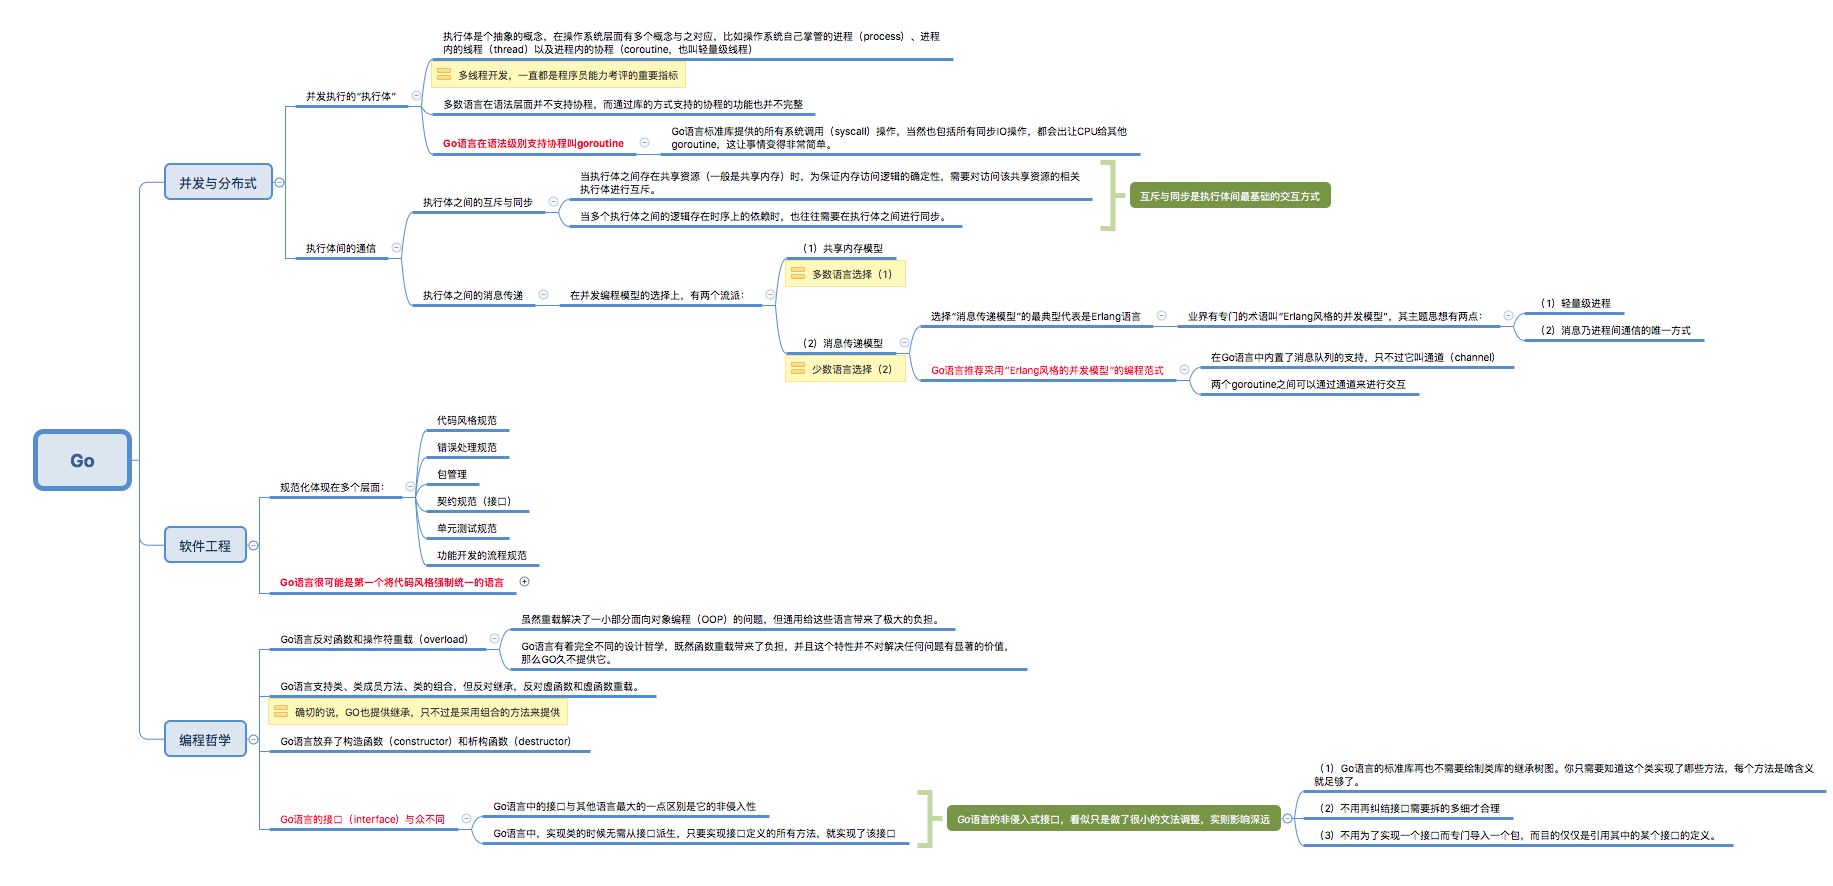 Go
并发与分布式
并发执行的“执行体”
执行体是个抽象的概念，在操作系统层面有多个概念与之对应，比如操作系统自己掌管的进程（process）、进程
内的线程（thread）以及进程内的协程（coroutine，也叫轻量级线程）
多线程开发，一直都是程序员能力考评的重要指标
多数语言在语法层面并不支持协程，而通过库的方式支持的协程的功能也并不完整
Go语言在语法级别支持协程叫goroutine
Go语言标准库提供的所有系统调用（syscall）操作，当然也包括所有同步IO操作，都会出让CPU给其他
goroutine，这让事情变得非常简单。
执行体间的通信
执行体之间的互斥与同步
当执行体之间存在共享资源（一般是共享内存）时，为保证内存访问逻辑的确定性，需要对访问该共享资源的相关
执行体进行互斥。
当多个执行体之间的逻辑存在时序上的依赖时，也往往需要在执行体之间进行同步。
互斥与同步是执行体间最基础的交互方式
执行体之间的消息传递
在并发编程模型的选择上，有两个流派：
（1）共享内存模型
多数语言选择（1）
（2）消息传递模型
少数语言选择（2）
选择“消息传递模型”的最典型代表是Erlang语言
业界有专门的术语叫“Erlang风格的并发模型”，其主题思想有两点：
（1）轻量级进程
（2）消息乃进程间通信的唯一方式
Go语言推荐采用“Erlang风格的并发模型”的编程范式
在Go语言中内置了消息队列的支持，只不过它叫通道（channel）
两个goroutine之间可以通过通道来进行交互
软件工程
规范化体现在多个层面：
代码风格规范
错误处理规范
包管理
契约规范（接口）
单元测试规范
功能开发的流程规范
Go语言很可能是第一个将代码风格强制统一的语言
编程哲学
Go语言反对函数和操作符重载（overload）
虽然重载解决了一小部分面向对象编程（OOP）的问题，但通用给这些语言带来了极大的负担。
Go语言有着完全不同的设计哲学，既然函数重载带来了负担，并且这个特性并不对解决任何问题有显著的价值，
那么GO久不提供它。
Go语言支持类、类成员方法、类的组合，但反对继承，反对虚函数和虚函数重载。
确切的说，GO也提供继承，只不过是采用组合的方法来提供
Go语言放弃了构造函数（constructor）和析构函数（destructor）
Go语言的接口（interface）与众不同
Go语言中的接口与其他语言最大的一点区别是它的非侵入性
Go语言中，实现类的时候无需从接口派生，只要实现接口定义的所有方法，就实现了该接口
Go语言的非侵入式接口，看似只是做了很小的文法调整，实则影响深远
（1）Go语言的标准库再也不需要绘制类库的继承树图。你只需要知道这个类实现了哪些方法，每个方法是啥含义
就足够了。
（2）不用再纠结接口需要拆的多细才合理
（3）不用为了实现一个接口而专门导入一个包，而目的仅仅是引用其中的某个接口的定义。